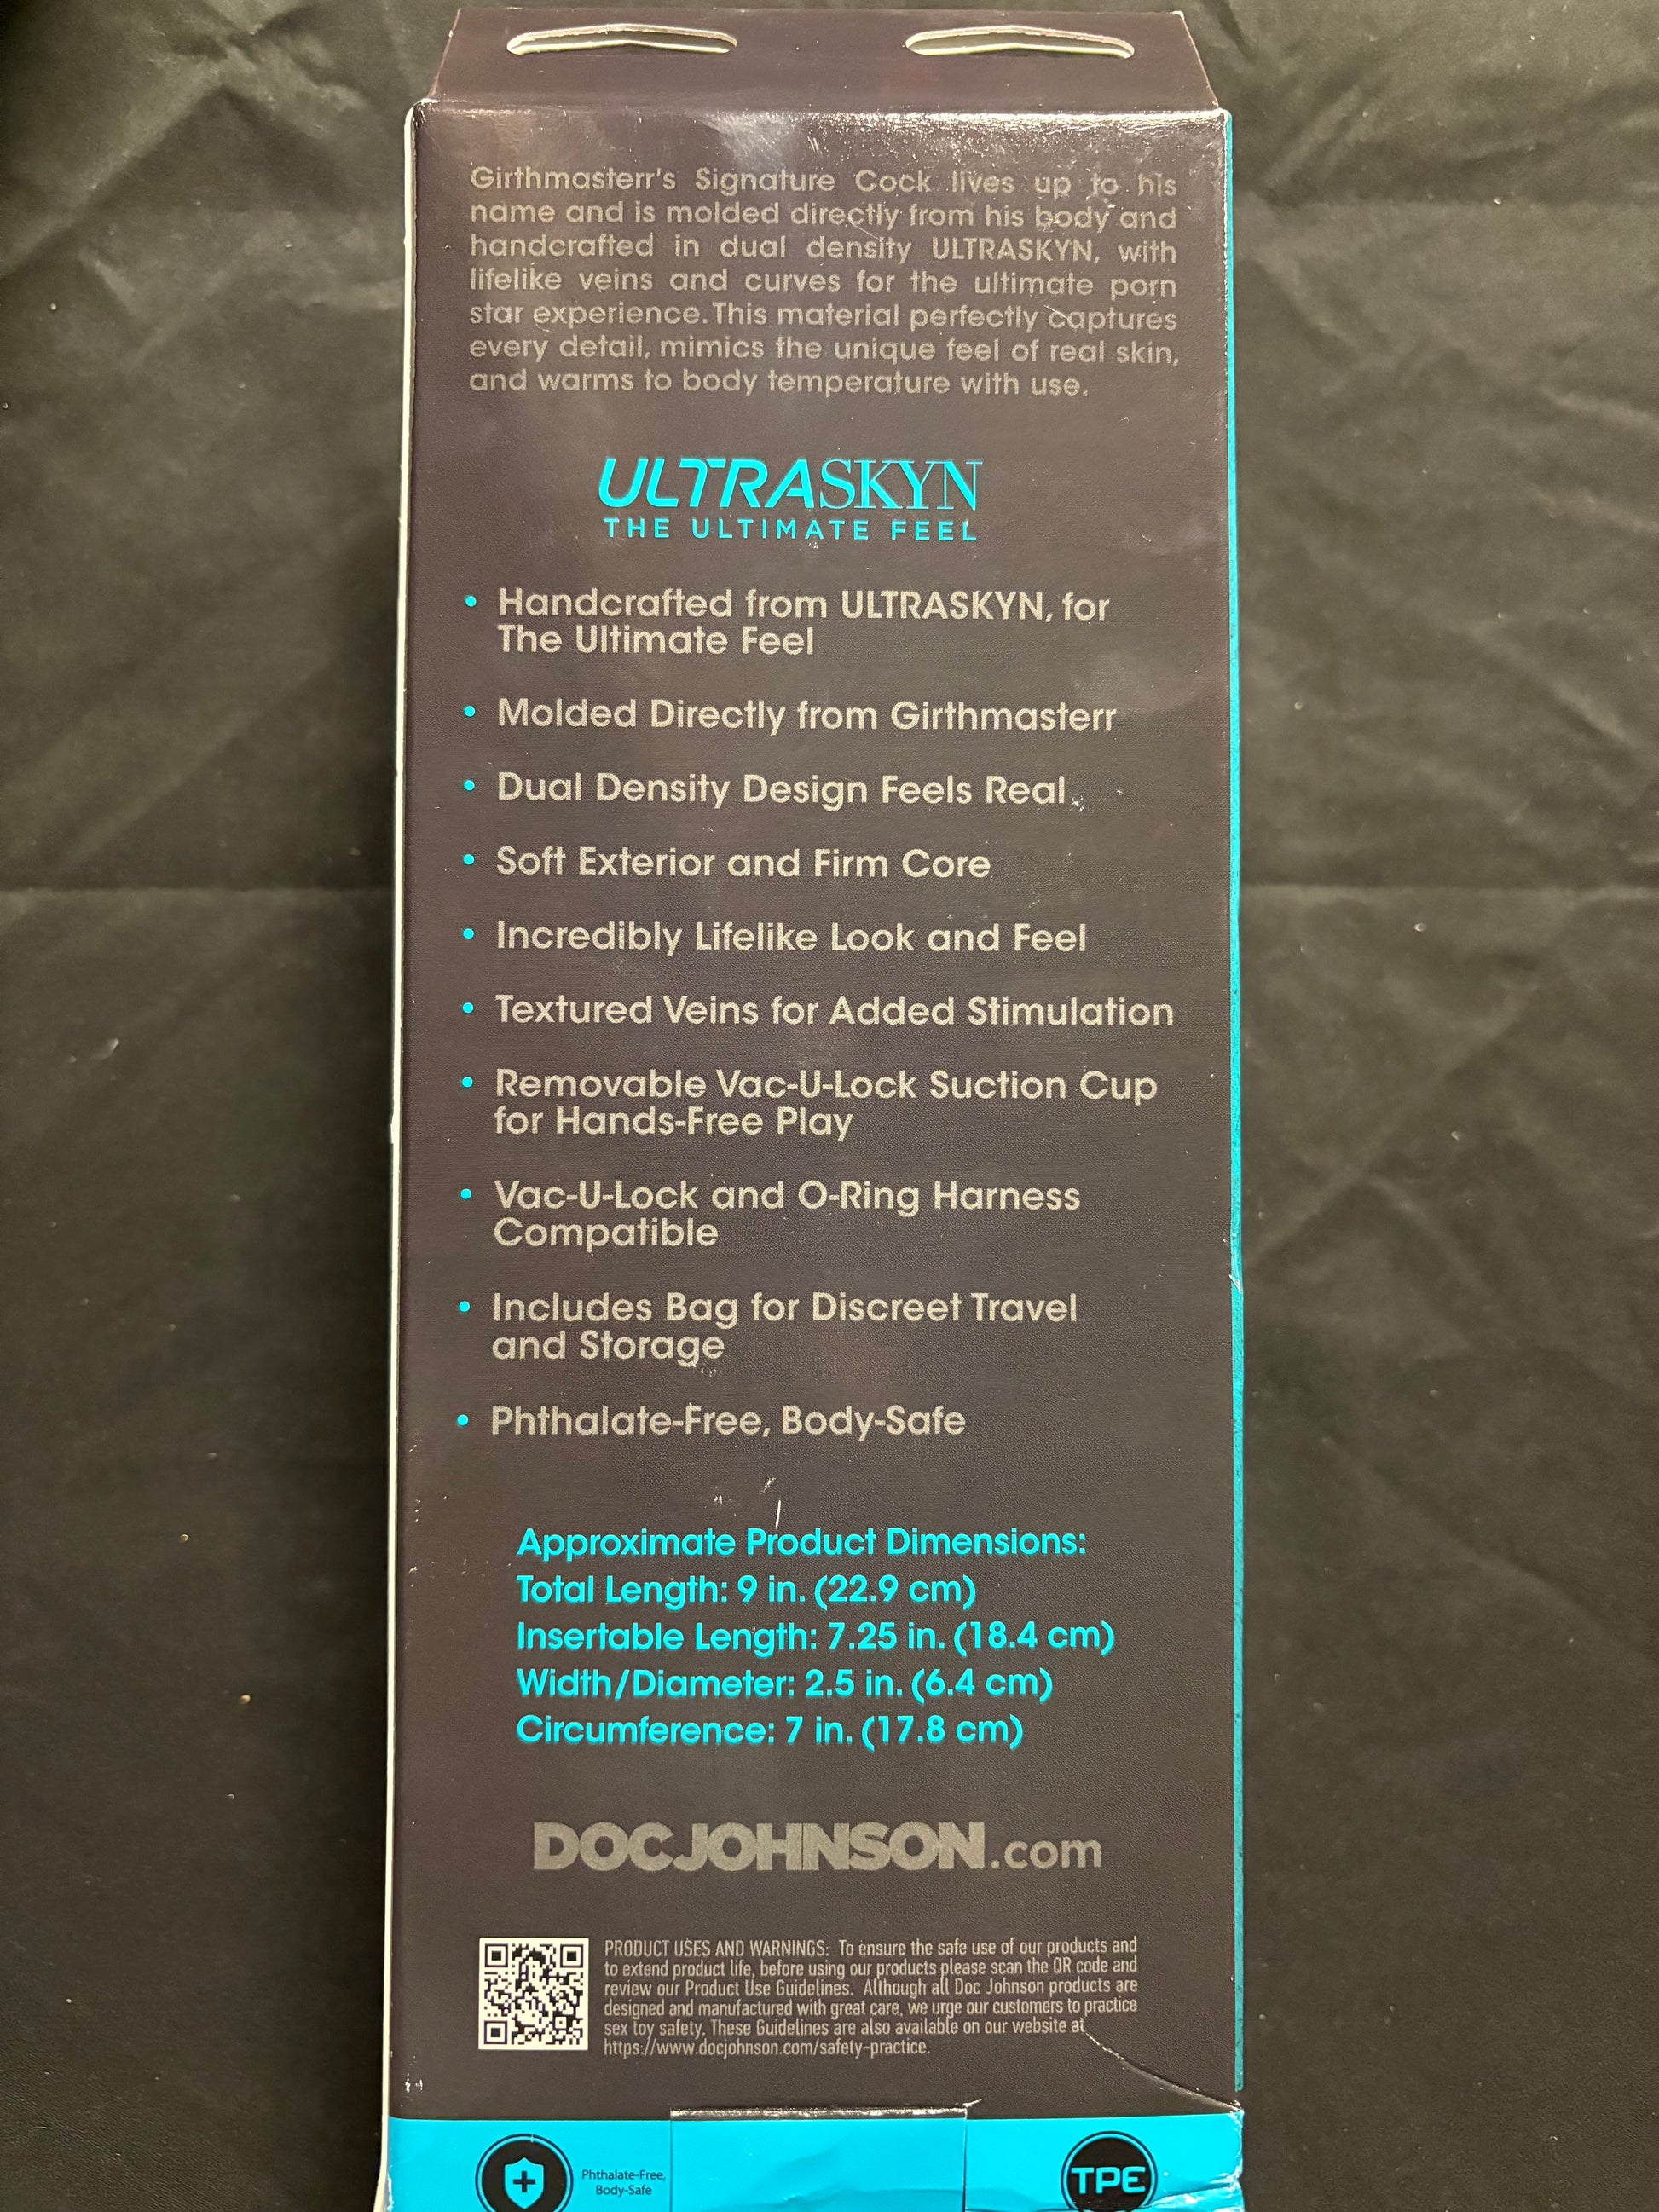 Girthmasterr's Signature Cock lives up to his
name and is molded directly from his body and
handcrafted in dual density ULTRASKYN, with
lifelike veins and curves for the ultimate porn
star experience. This material perfectly captures
every detail, mimics the unique feel of real skin,
and warms to body temperature with use.
ULTRASKYN
THE ULTIMATE FEEL
• Handcrafted from ULTRASKYN, for
The Ultimate Feel
• Molded Directly from Girthmasterr
• Dual Density Design Feels Real
• Soft Exterior and Firm Core
• Incredibly Lifelike Look and Feel
• Textured Veins for Added Stimulation
• Removable Vac-U-Lock Suction Cup
for Hands-Free Play
• Vac-U-Lock and O-Ring Harness
Compatible
• Includes Bag for Discreet Travel
and Storage
• Phthalate-Free, Body-Safe
Approximate Product Dimensions:
Total Length: 9 in. (22.9 cm)
Insertable Length: 7.25 in. (18.4 cm)
Width/Diameter: 2.5 in. (6.4 cm)
Circumference: 7 in. (17.8 cm)
DOCJOHNSON.com
PRODUCT USES AND WARNINGS: To ensure the safe use of our products and
to extend product life, before using our products please scan the QR code and
review our Product Use Guidelines. Although all Doc Johnson products are
designed and manufactured with great care, we urge our customers to practice
sex toy safety. These Guidelines are also available on our website at
https://www.docjohnson.com/safety-practice.
Phthalate-Free,
Body-Safe
TPE